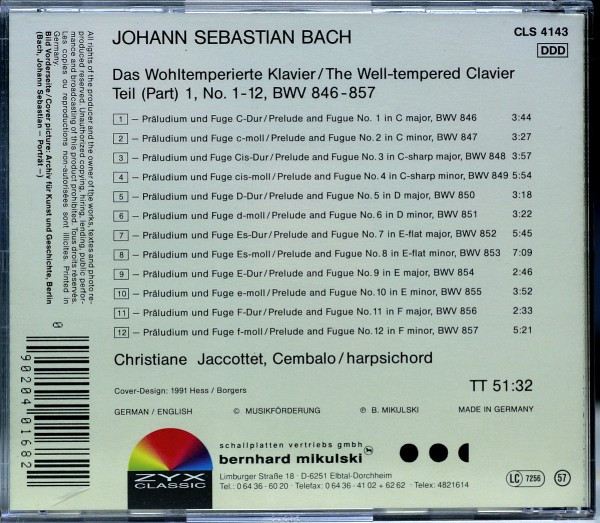 JOHANN SEBASTIAN BACH
CLS 4143
DDD
Das Wohltemperierte Klavier/The Well-tempered Clavier
Teil (Part) 1, No. 1-12, BWV 846-857
1 – Präludium und Fuge C-Dur/Prelude and Fugue No. 1 in C major, BWV 846 3:44
2 – Präludium und Fuge c-moll/Prelude and Fugue No. 2 in C minor, BWV 847 3:27
3 – Präludium und Fuge Cis-Dur/Prelude and Fugue No. 3 in C-sharp major, BWV 848 3:57
4 – Präludium und Fuge cis-moll/Prelude and Fugue No. 4 in C-sharp minor, BWV 849 5:54
5 – Präludium und Fuge D-Dur/Prelude and Fugue No. 5 in D major, BWV 850 3:18
6 – Präludium und Fuge d-moll/Prelude and Fugue No. 6 in D minor, BWV 851 3:22
7 – Präludium und Fuge Es-Dur/Prelude and Fugue No. 7 in E-flat major, BWV 852 5:45
8 – Präludium und Fuge Es-moll/Prelude and Fugue No. 8 in E-flat minor, BWV 853 7:09
9 – Präludium und Fuge E-Dur/Prelude and Fugue No. 9 in E major, BWV 854 2:46
10 – Präludium und Fuge e-moll/Prelude and Fugue No. 10 in E minor, BWV 855 3:52
11 – Präludium und Fuge F-Dur/Prelude and Fugue No. 11 in F major, BWV 856 2:33
12 – Präludium und Fuge f-moll/Prelude and Fugue No. 12 in F minor, BWV 857 5:21
Christiane Jaccottet, Cembalo/harpsichord
TT 51:32
Cover-Design: 1991 Hess / Borgers
GERMAN / ENGLISH © MUSIKFÖRDERUNG ℗ B. MIKULSKI MADE IN GERMANY
ZYX
CLASSIC
schallplatten vertriebs gmbh
bernhard mikulski
Limburger Straße 18 · D-6251 Elbtal-Dorchheim
Tel.: 0 64 36 - 60 20 · Telefax: 0 64 36 - 41 02 + 62 62 · Telex: 4821614
LC 7256
57
All rights of the producer and the owner of the works, textes and photo re-
produced reserved. Unauthorized copying, hiring, lending, public perfor-
mance and broadcasting of this product prohibited. Tous droits réservés.
Les copies ou reproductions non-autorisées sont illicites. Printed in
Germany.
Bild Vorderseite/Cover picture: Archiv für Kunst und Geschichte, Berlin
(Bach, Johann Sebastian – Porträt –)
0
90204 01682